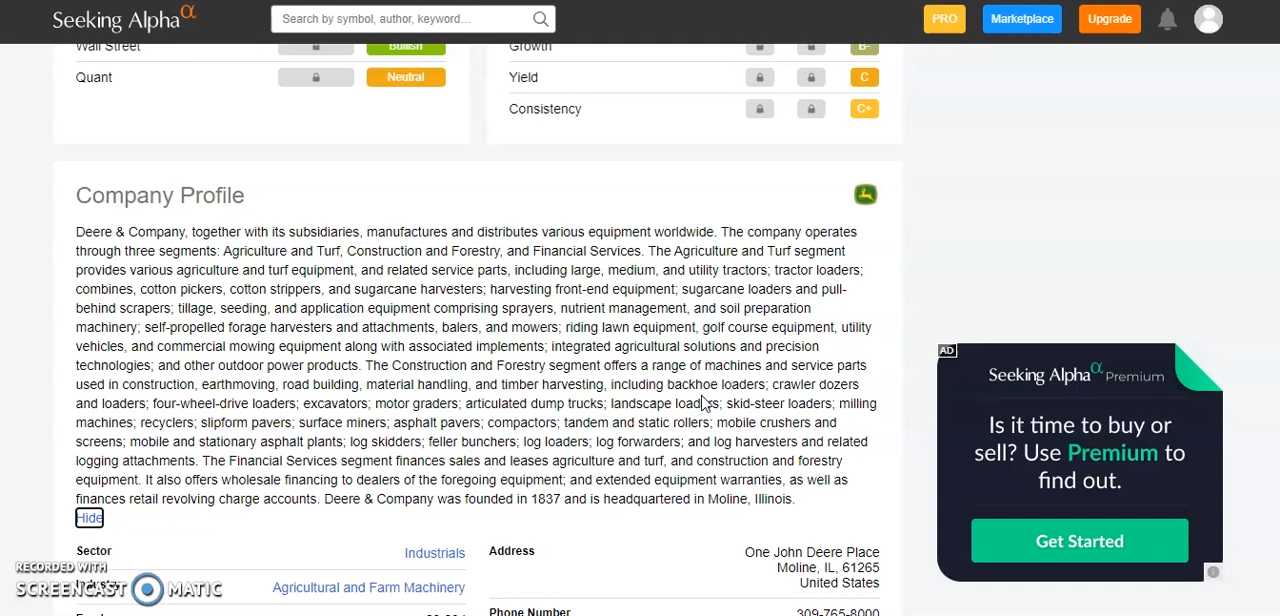 Seeking Alpha α
Search by symbol, author, keyword...
PRO
Marketplace
Upgrade
Wall Street
Bullish
Growth
B-
Quant
Neutral
Yield
C
Consistency
C+
Company Profile
Deere & Company, together with its subsidiaries, manufactures and distributes various equipment worldwide. The company operates
through three segments: Agriculture and Turf, Construction and Forestry, and Financial Services. The Agriculture and Turf segment
provides various agriculture and turf equipment, and related service parts, including large, medium, and utility tractors; tractor loaders;
combines, cotton pickers, cotton strippers, and sugarcane harvesters; harvesting front-end equipment; sugarcane loaders and pull-
behind scrapers; tillage, seeding, and application equipment comprising sprayers, nutrient management, and soil preparation
machinery; self-propelled forage harvesters and attachments, balers, and mowers; riding lawn equipment, golf course equipment, utility
vehicles, and commercial mowing equipment along with associated implements; integrated agricultural solutions and precision
technologies; and other outdoor power products. The Construction and Forestry segment offers a range of machines and service parts
used in construction, earthmoving, road building, material handling, and timber harvesting, including backhoe loaders; crawler dozers
and loaders; four-wheel-drive loaders; excavators; motor graders; articulated dump trucks; landscape loaders; skid-steer loaders; milling
machines; recyclers; slipform pavers; surface miners; asphalt pavers; compactors; tandem and static rollers; mobile crushers and
screens; mobile and stationary asphalt plants; log skidders; feller bunchers; log loaders; log forwarders; and log harvesters and related
logging attachments. The Financial Services segment finances sales and leases agriculture and turf, and construction and forestry
equipment. It also offers wholesale financing to dealers of the foregoing equipment; and extended equipment warranties, as well as
finances retail revolving charge accounts. Deere & Company was founded in 1837 and is headquartered in Moline, Illinois.
Hide
Sector
Industrials
Agricultural and Farm Machinery
Address
One John Deere Place
Moline, IL, 61265
United States
Phone Number
309-765-8000
AD
Seeking Alpha α Premium
Is it time to buy or
sell? Use Premium to
find out.
Get Started
RECORDED WITH
SCREENCAST MATIC